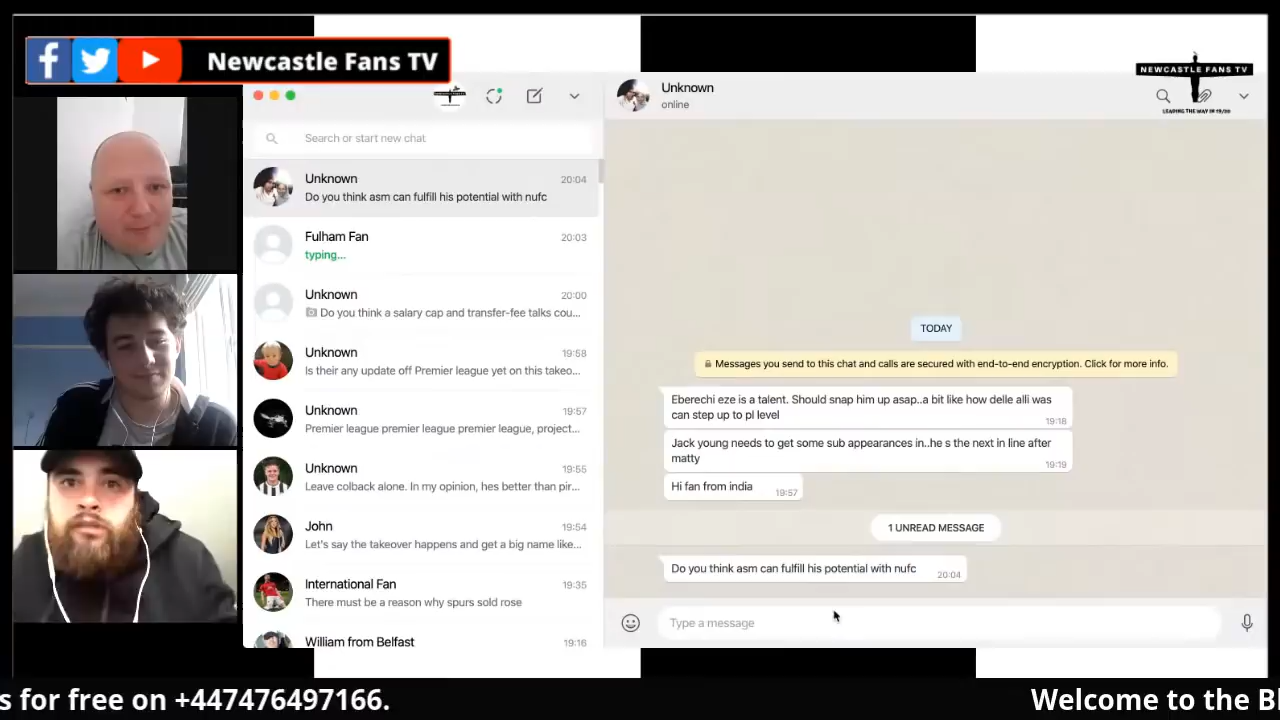 Newcastle Fans TV
NEWCASTLE FANS TV
LEADING THE WAY IN 19/20
Search or start new chat
Unknown
20:04
Do you think asm can fulfill his potential with nufc
Fulham Fan
20:03
typing...
Unknown
20:00
Do you think a salary cap and transfer-fee talks cou...
Unknown
19:58
Is their any update off Premier league yet on this takeo...
Unknown
19:57
Premier league premier league premier league, project...
Unknown
19:55
Leave colback alone. In my opinion, hes better than pir...
John
19:54
Let's say the takeover happens and get a big name like...
International Fan
19:35
There must be a reason why spurs sold rose
William from Belfast
19:16
Unknown
online
TODAY
Messages you send to this chat and calls are secured with end-to-end encryption. Click for more info.
Eberechi eze is a talent. Should snap him up asap..a bit like how delle alli was
can step up to pl level
19:18
Jack young needs to get some sub appearances in..he s the next in line after
matty
19:19
Hi fan from india
19:57
1 UNREAD MESSAGE
Do you think asm can fulfill his potential with nufc
20:04
Type a message
s for free on +447476497166.
Welcome to the